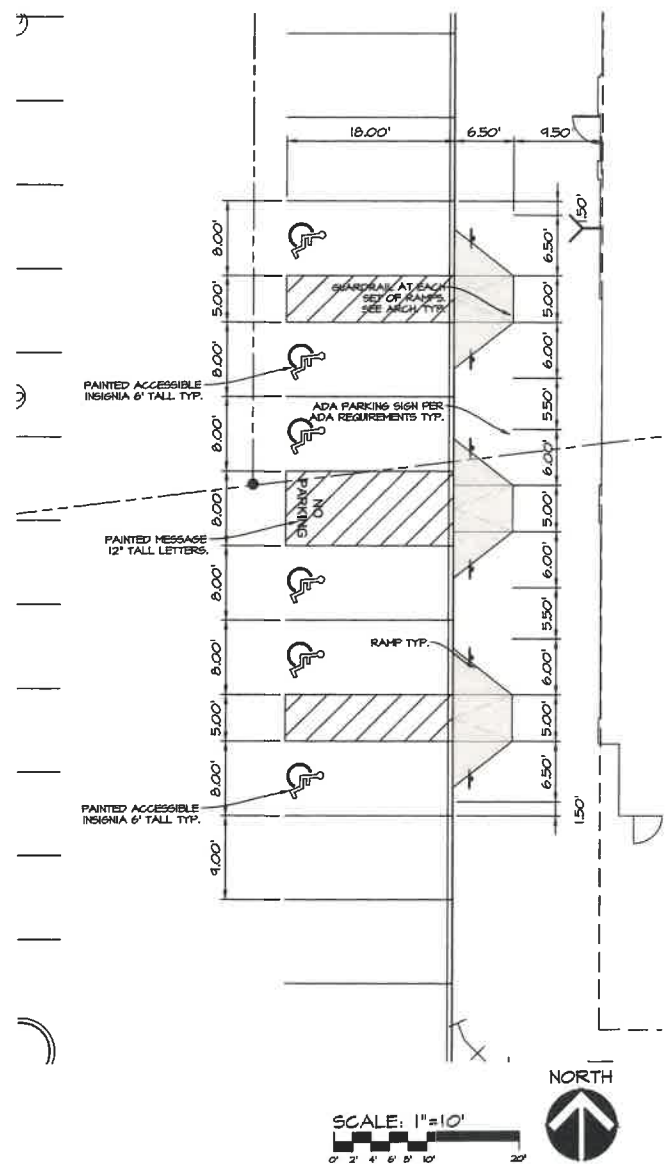 18.00'
6.50'
9.50'
1.50'
8.00'
6.50'
5.00'
GUARDRAIL AT EACH
SET OF RAMPS.
SEE ARCH. TYP.
5.00'
8.00'
6.00'
PAINTED ACCESSIBLE
INSIGNIA 6' TALL TYP.
5.50'
ADA PARKING SIGN PER
ADA REQUIREMENTS TYP.
8.00'
6.00'
NO
PARKING
8.00'
5.00'
PAINTED MESSAGE
12" TALL LETTERS.
6.00'
8.00'
5.50'
RAMP TYP.
8.00'
6.00'
5.00'
5.00'
8.00'
6.50'
PAINTED ACCESSIBLE
INSIGNIA 6' TALL TYP.
1.50'
9.00'
NORTH
SCALE: 1"=10'
0' 2' 4' 6' 8' 10' 20'